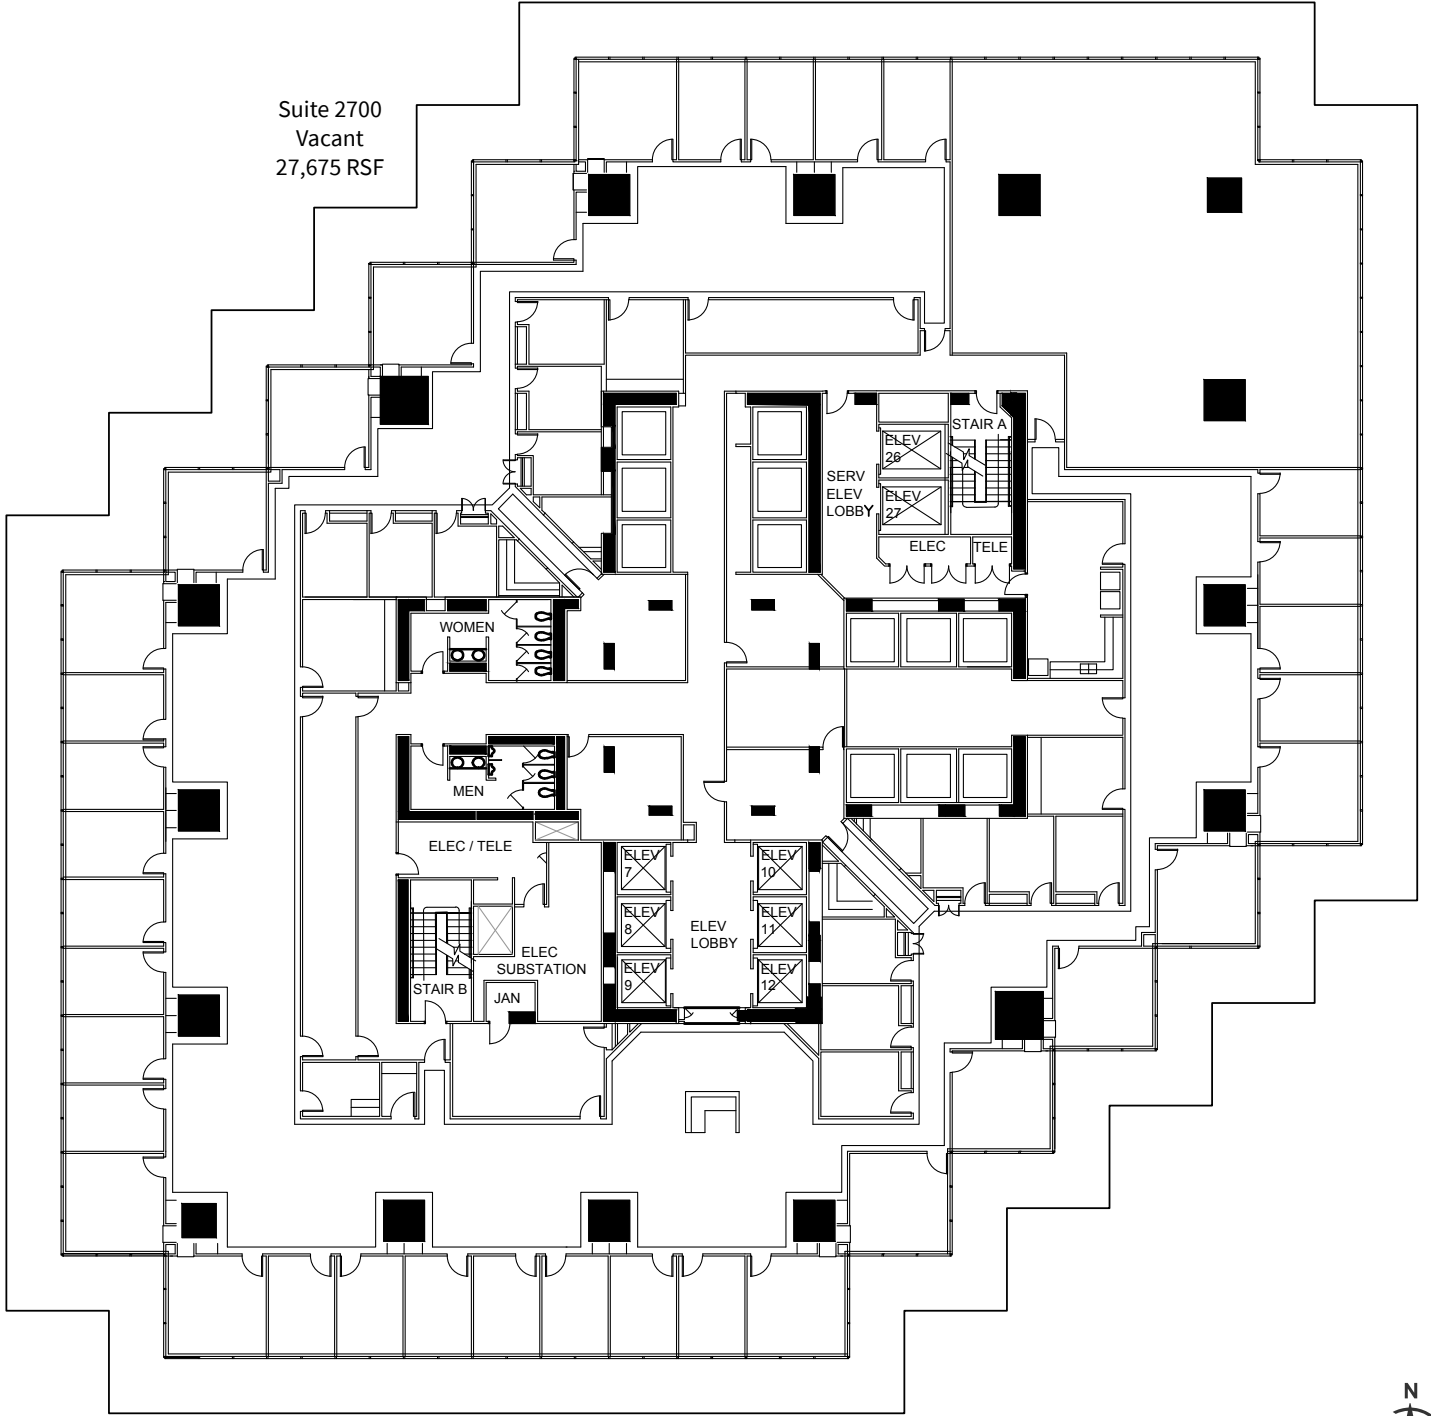 Suite 2700
Vacant
27,675 RSF
STAIR A
ELEV
26
SERV
ELEV
LOBBY
ELEV
27
ELEC
TELE
WOMEN
MEN
ELEC / TELE
ELEV
7
ELEV
10
ELEV
8
ELEV
11
ELEV
LOBBY
ELEC
SUBSTATION
ELEV
9
ELEV
12
STAIR B
JAN
N